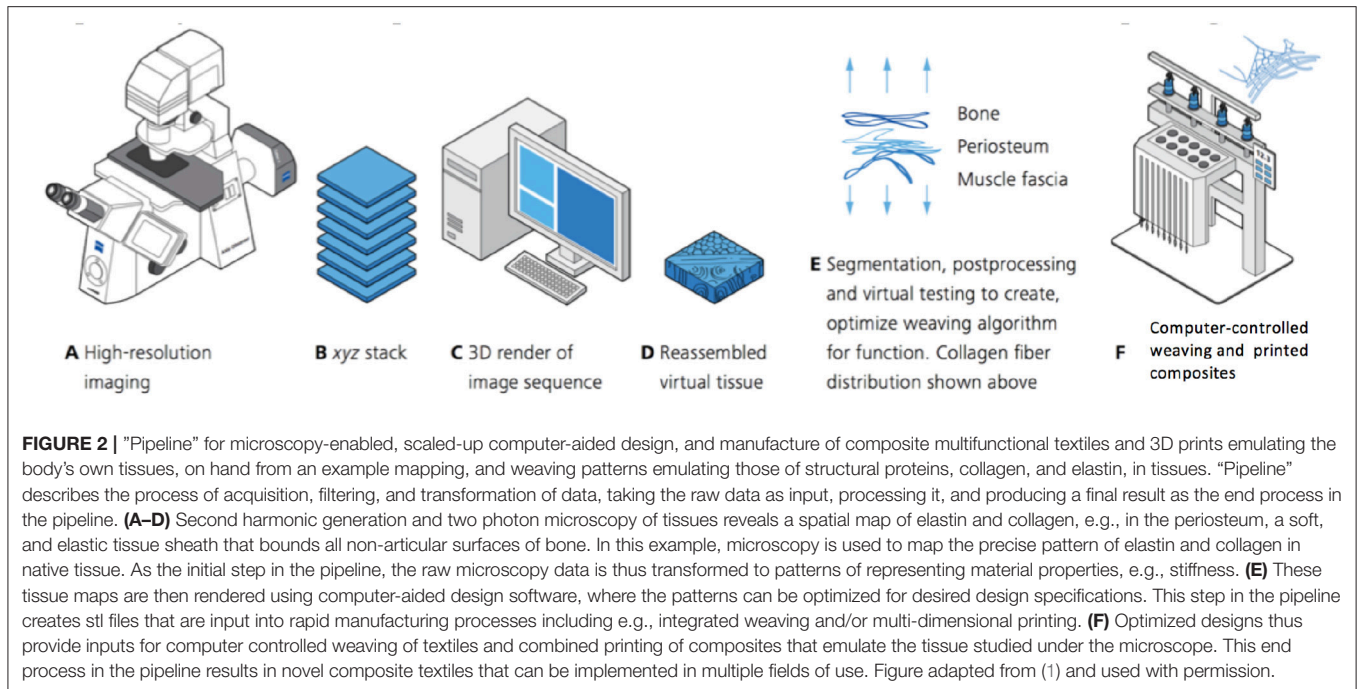 Bone
Periosteum
Muscle fascia
12.3
A High-resolution
imaging
B xyz stack
C 3D render of
image sequence
D Reassembled
virtual tissue
E Segmentation, postprocessing
and virtual testing to create,
optimize weaving algorithm
for function. Collagen fiber
distribution shown above
F Computer-controlled
weaving and printed
composites
FIGURE 2 | "Pipeline" for microscopy-enabled, scaled-up computer-aided design, and manufacture of composite multifunctional textiles and 3D prints emulating the
body's own tissues, on hand from an example mapping, and weaving patterns emulating those of structural proteins, collagen, and elastin, in tissues. "Pipeline"
describes the process of acquisition, filtering, and transformation of data, taking the raw data as input, processing it, and producing a final result as the end process in
the pipeline. (A–D) Second harmonic generation and two photon microscopy of tissues reveals a spatial map of elastin and collagen, e.g., in the periosteum, a soft,
and elastic tissue sheath that bounds all non-articular surfaces of bone. In this example, microscopy is used to map the precise pattern of elastin and collagen in
native tissue. As the initial step in the pipeline, the raw microscopy data is thus transformed to patterns of representing material properties, e.g., stiffness. (E) These
tissue maps are then rendered using computer-aided design software, where the patterns can be optimized for desired design specifications. This step in the pipeline
creates stl files that are input into rapid manufacturing processes including e.g., integrated weaving and/or multi-dimensional printing. (F) Optimized designs thus
provide inputs for computer controlled weaving of textiles and combined printing of composites that emulate the tissue studied under the microscope. This end
process in the pipeline results in novel composite textiles that can be implemented in multiple fields of use. Figure adapted from (1) and used with permission.